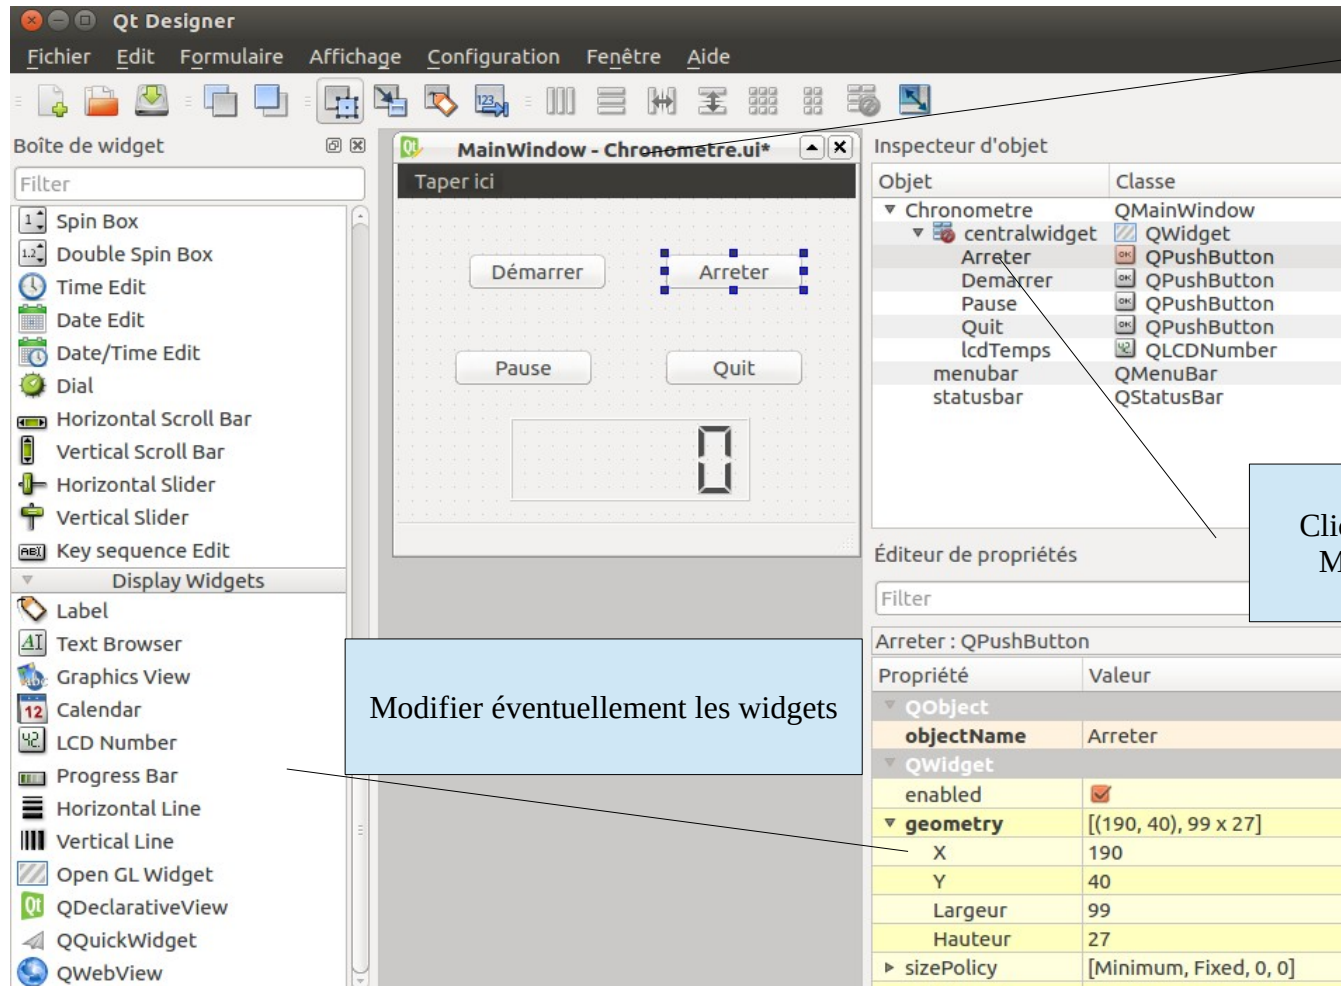 Qt Designer
Fichier Edit Formulaire Affichage Configuration Fenêtre Aide
Boîte de widget
Filter
Spin Box
Double Spin Box
Time Edit
Date Edit
Date/Time Edit
Dial
Horizontal Scroll Bar
Vertical Scroll Bar
Horizontal Slider
Vertical Slider
Key sequence Edit
Display Widgets
Label
Text Browser
Graphics View
Calendar
LCD Number
Progress Bar
Horizontal Line
Vertical Line
Open GL Widget
QDeclarativeView
QQuickWidget
QWebView
MainWindow - Chronometre.ui*
Taper ici
Démarrer Arreter
Pause Quit
0
Modifier éventuellement les widgets
Inspecteur d'objet
Objet Classe
Chronometre QMainWindow
centralwidget QWidget
Arreter QPushButton
Demarrer QPushButton
Pause QPushButton
Quit QPushButton
lcdTemps QLCDNumber
menubar QMenuBar
statusbar QStatusBar
Éditeur de propriétés
Filter
Arreter : QPushButton
Propriété Valeur
QObject
objectName Arreter
QWidget
enabled
geometry [(190, 40), 99 x 27]
X 190
Y 40
Largeur 99
Hauteur 27
sizePolicy [Minimum, Fixed, 0, 0]